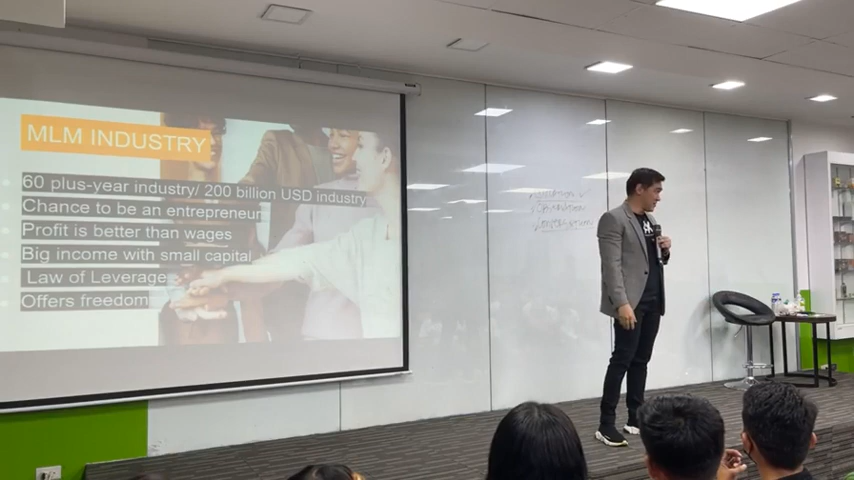 MLM INDUSTRY
60 plus-year industry/ 200 billion USD industry
Chance to be an entrepreneur
Profit is better than wages
Big income with small capital
Law of Leverage
Offers freedom